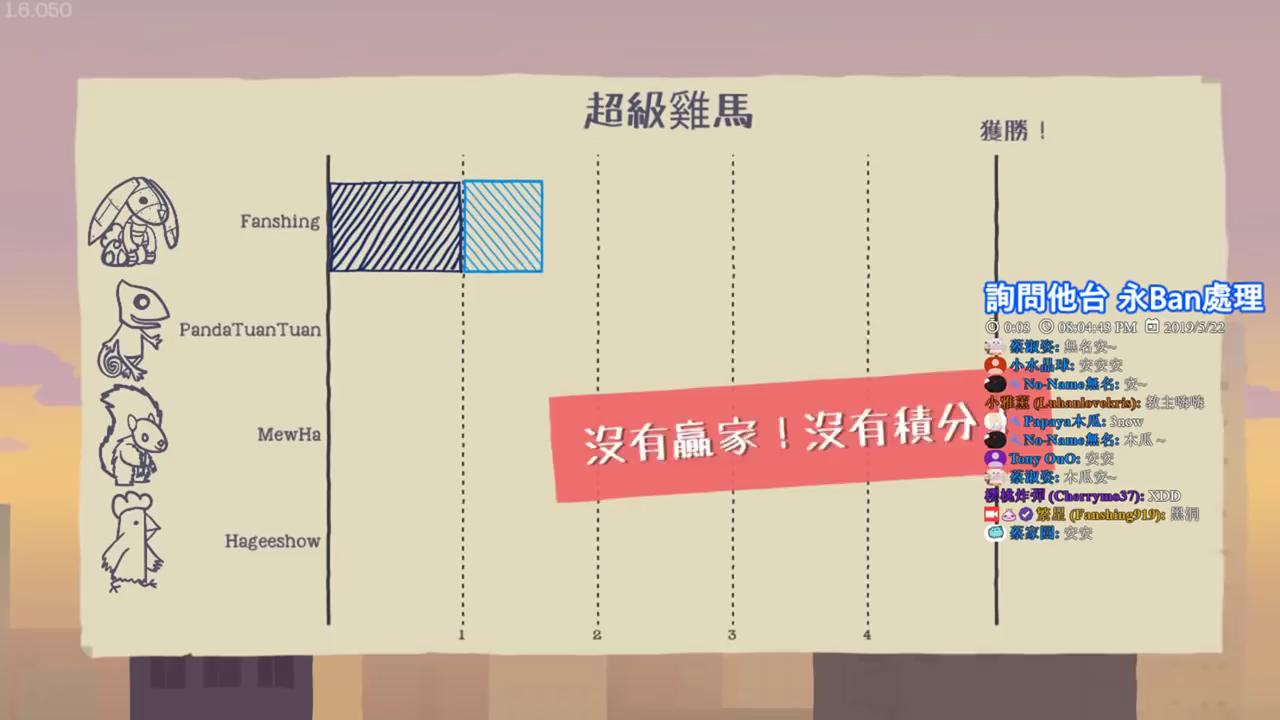 1.6.050
超級雞馬
獲勝！
Fanshing
PandaTuanTuan
MewHa
Hageeshow
沒有贏家！沒有積分
1
2
3
4
詢問他台 永Ban處理
0:03 08:04:43 PM 2019/5/22
蔡淑姿: 無名安~
小水晶球: 安安安
No-Name無名: 安~
小雅薰 (Luhanlovekris): 教主嗨嗨
Papaya木瓜: 3now
No-Name無名: 木瓜~
Tony OuO: 安安
蔡淑姿: 木瓜安~
櫻桃炸彈 (Cherrymo37): XDD
繁星 (Fanshing919): 黑洞
蔡家圓: 安安